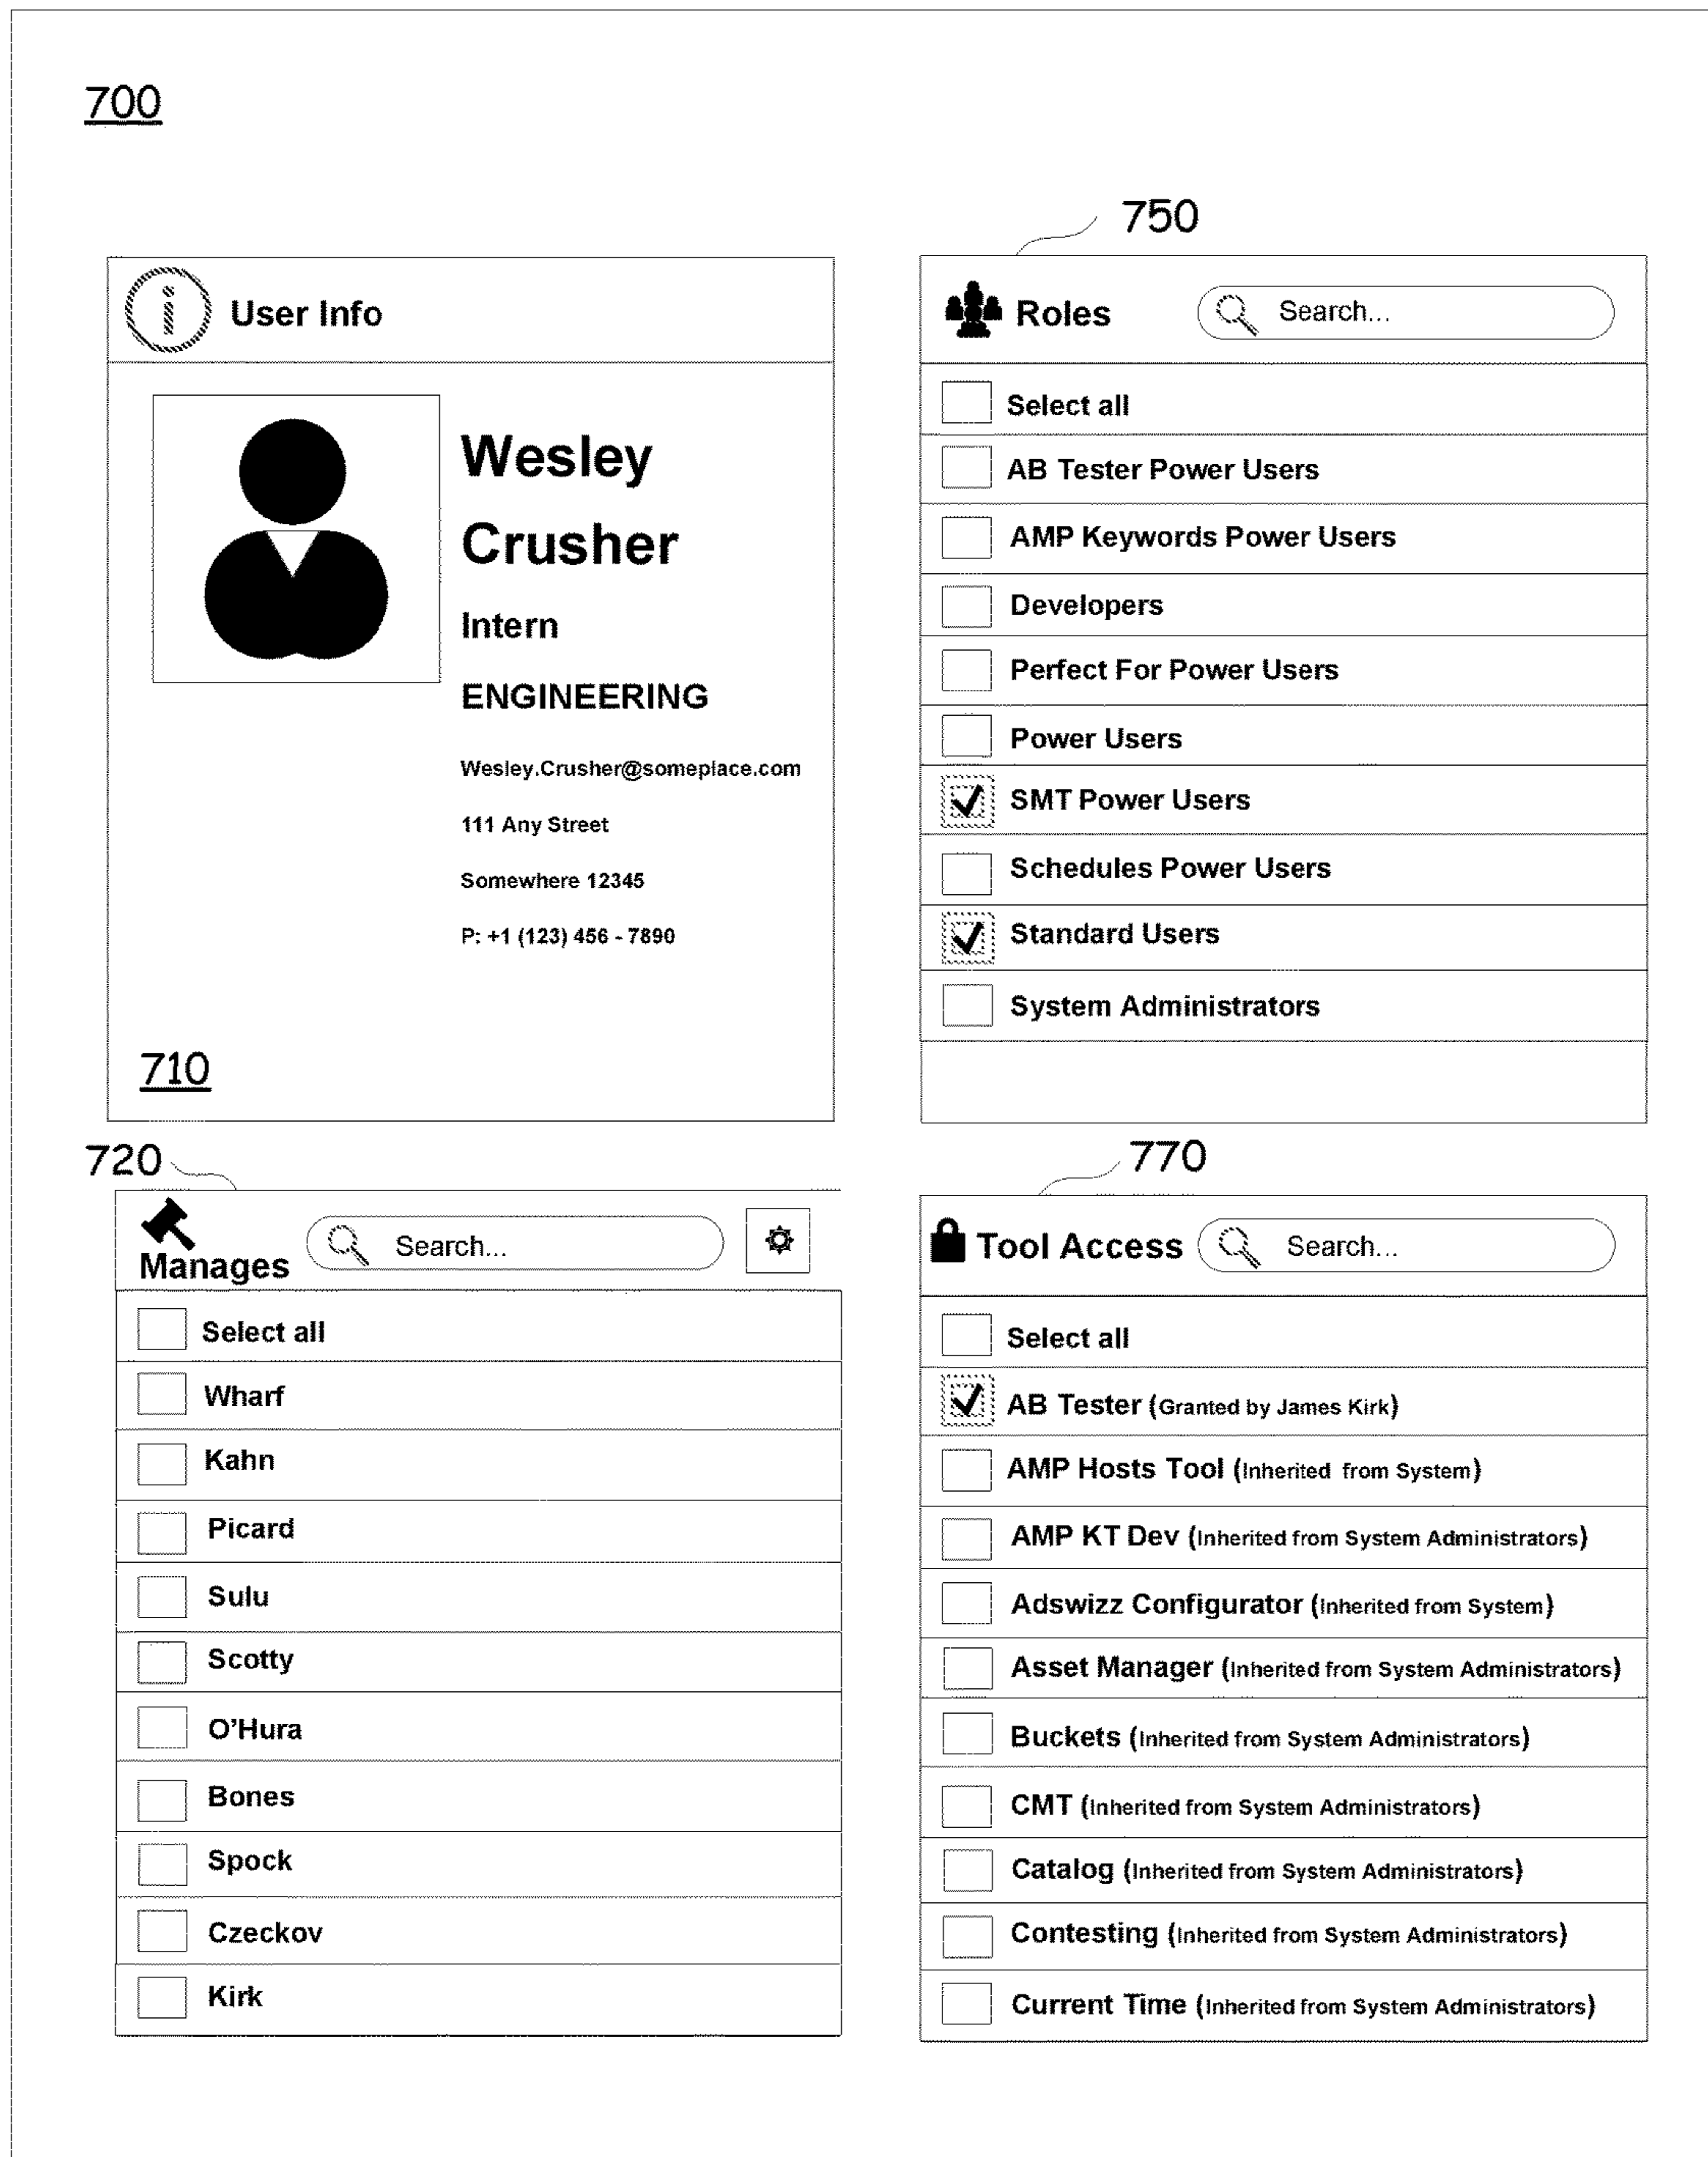 700
User Info
Wesley
Crusher
Intern
ENGINEERING
Wesley.Crusher@someplace.com
111 Any Street
Somewhere 12345
P: +1 (123) 456 - 7890
710
750
Roles
Search...
Select all
AB Tester Power Users
AMP Keywords Power Users
Developers
Perfect For Power Users
Power Users
SMT Power Users
Schedules Power Users
Standard Users
System Administrators
720
Manages
Search...
Select all
Wharf
Kahn
Picard
Sulu
Scotty
O'Hura
Bones
Spock
Czeckov
Kirk
770
Tool Access
Search...
Select all
AB Tester (Granted by James Kirk)
AMP Hosts Tool (Inherited from System)
AMP KT Dev (Inherited from System Administrators)
Adswizz Configurator (Inherited from System)
Asset Manager (Inherited from System Administrators)
Buckets (Inherited from System Administrators)
CMT (Inherited from System Administrators)
Catalog (Inherited from System Administrators)
Contesting (Inherited from System Administrators)
Current Time (Inherited from System Administrators)